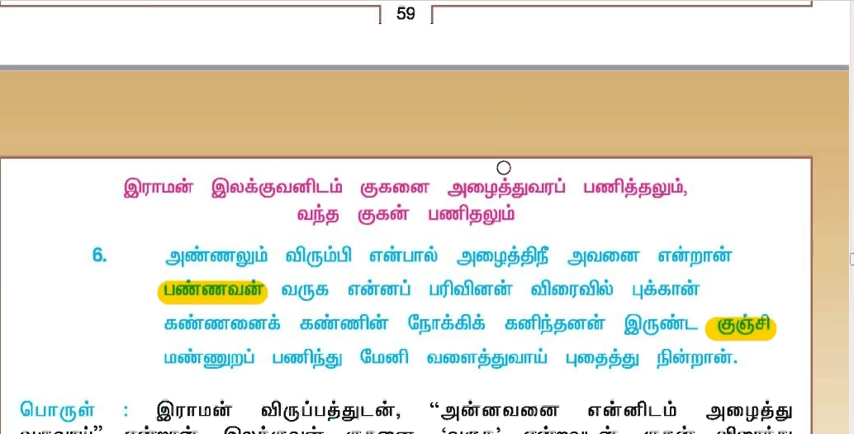 59
இராமன் இலக்குவனிடம் குகனை அழைத்துவரப் பணித்தலும்,
வந்த குகன் பணிதலும்
6. அண்ணலும் விரும்பி என்பால் அழைத்திநீ அவனை என்றான்
பண்ணவன் வருக என்னப் பரிவினன் விரைவில் புக்கான்
கண்ணனைக் கண்ணின் நோக்கிக் கனிந்தனன் இருண்ட குஞ்சி
மண்ணுறப் பணிந்து மேனி வளைத்துவாய் புதைத்து நின்றான்.
பொருள் : இராமன் விருப்பத்துடன், “அன்னவனை என்னிடம் அழைத்து